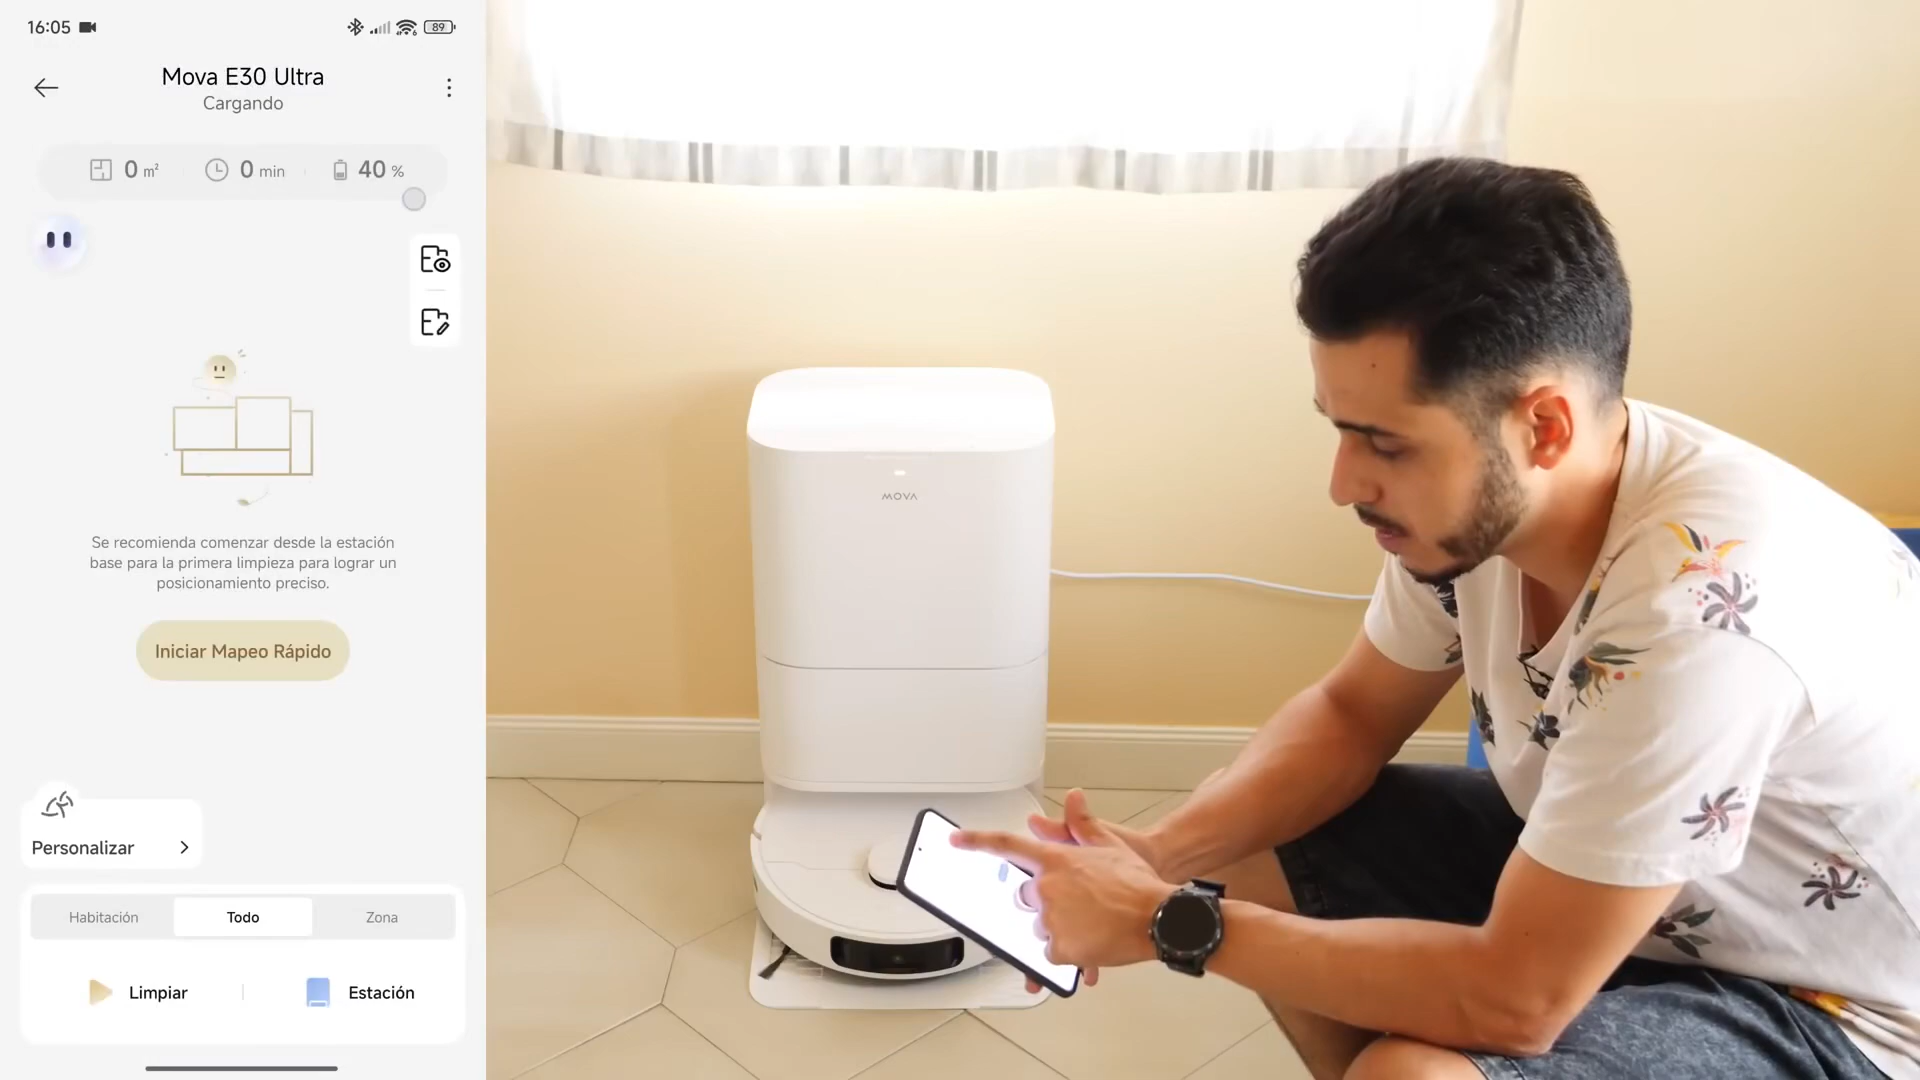 16:05
89
Mova E30 Ultra
Cargando
0 m²
0 min
40 %
Se recomienda comenzar desde la estación
base para la primera limpieza para lograr un
posicionamiento preciso.
Iniciar Mapeo Rápido
Personalizar
Habitación
Todo
Zona
Limpiar
Estación
MOVA